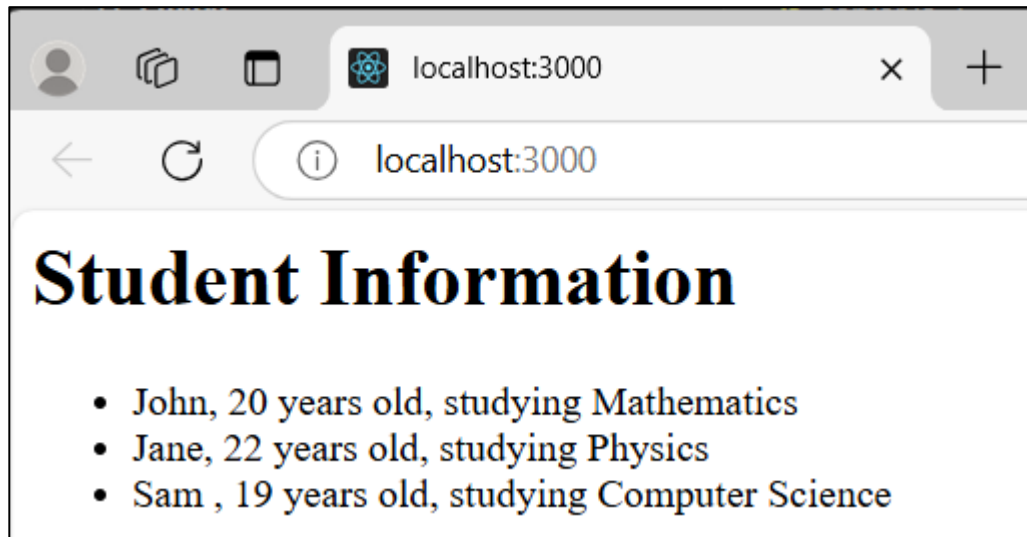 localhost:3000
localhost:3000
Student Information
John, 20 years old, studying Mathematics
Jane, 22 years old, studying Physics
Sam , 19 years old, studying Computer Science